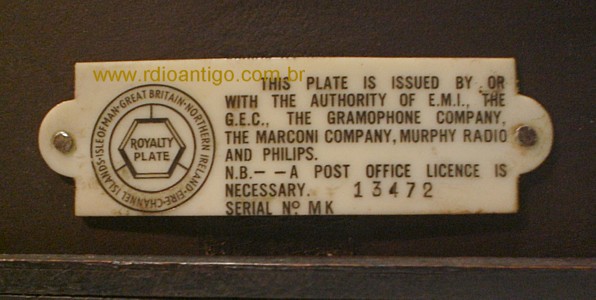 www.rdioantigo.com.br
THIS PLATE IS ISSUED BY OR
WITH THE AUTHORITY OF E.M.I., THE
G.E.C., THE GRAMOPHONE COMPANY,
THE MARCONI COMPANY, MURPHY RADIO
AND PHILIPS.
N.B.--A POST OFFICE LICENCE IS
NECESSARY. 13472
SERIAL Nº MK
GREAT BRITAIN·NORTHERN IRELAND·EIRE·CHANNEL ISLANDS·ISLE OF MAN·
ROYALTY
PLATE